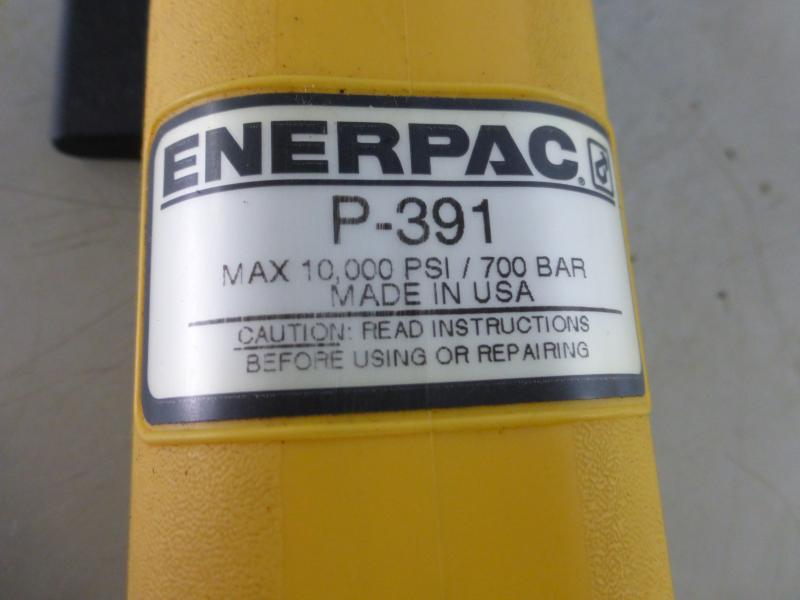 ENERPAC®
P-391
MAX 10,000 PSI / 700 BAR
MADE IN USA
CAUTION: READ INSTRUCTIONS
BEFORE USING OR REPAIRING